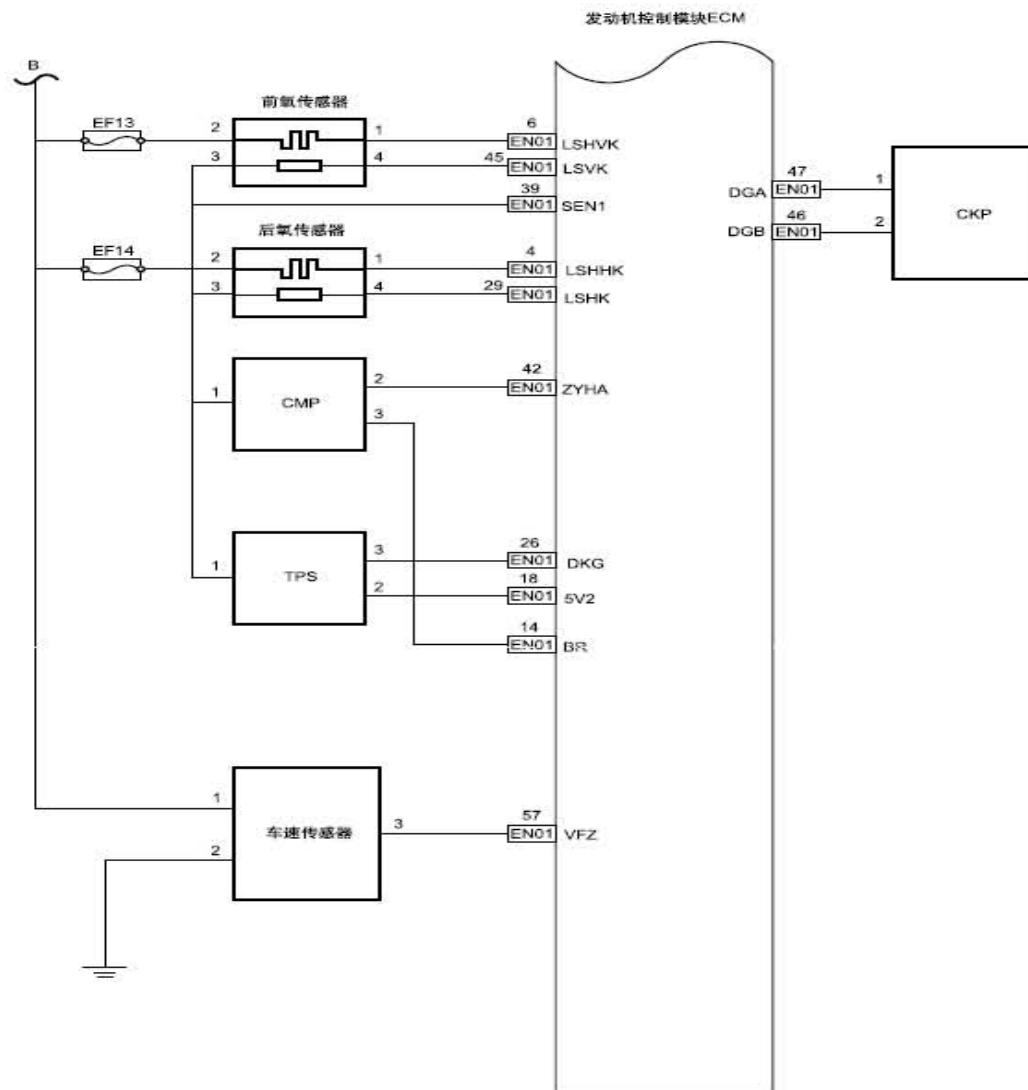 发动机控制模块ECM
B
前氧传感器
EF13
2
1
6
EN01
LSHVK
3
4
45
EN01
LSVK
39
EN01
SEN1
47
DGA
EN01
1
CKP
46
DGB
EN01
2
后氧传感器
EF14
2
1
4
EN01
LSHHK
3
4
29
EN01
LSHK
1
CMP
2
42
EN01
ZYHA
3
1
TPS
3
26
EN01
DKG
2
18
EN01
5V2
14
EN01
BR
1
车速传感器
3
57
EN01
VFZ
2